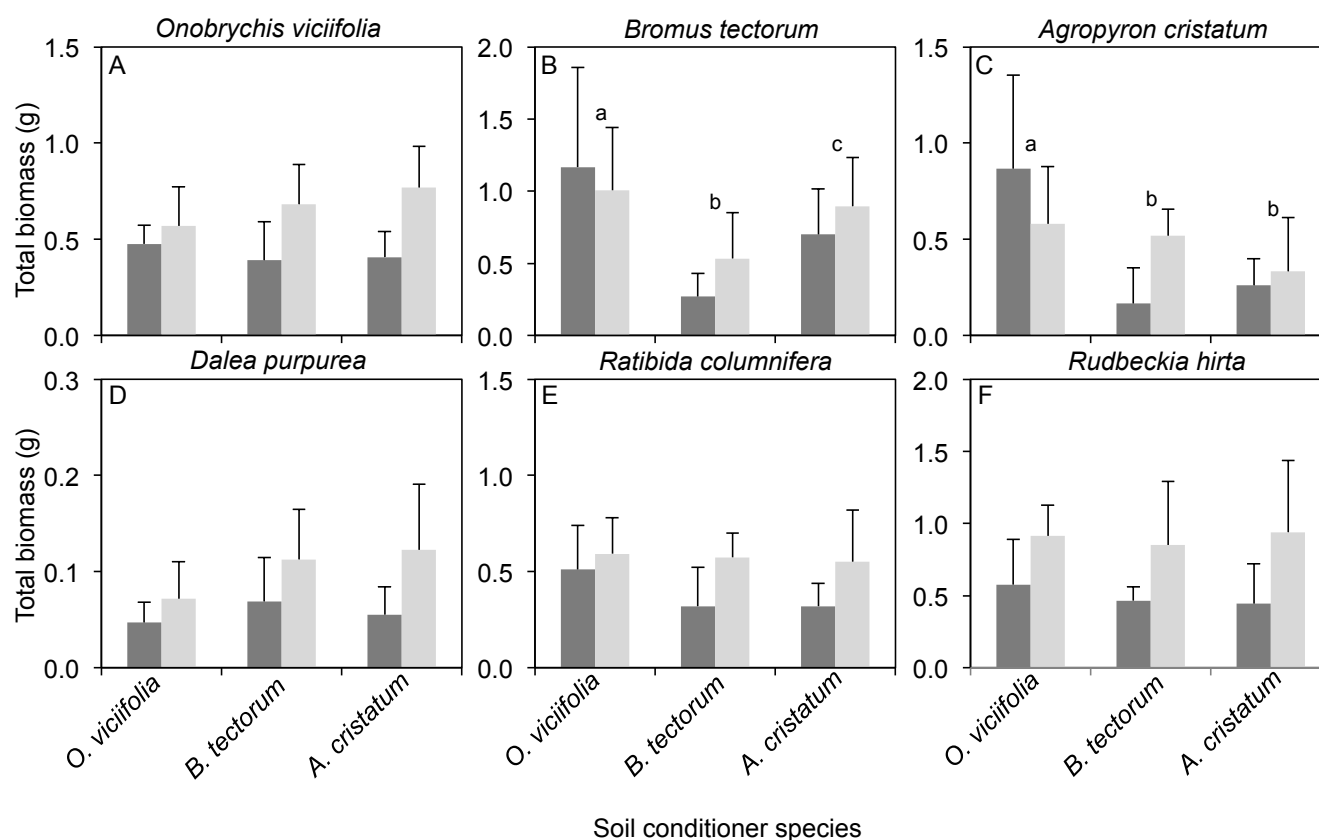 Onobrychis viciifolia
Bromus tectorum
Agropyron cristatum
Total biomass (g)
1.5
1.0
0.5
0.0
A
2.0
1.5
1.0
0.5
0.0
B
a
b
c
1.5
1.0
0.5
0.0
C
a
b
b
Dalea purpurea
Ratibida columnifera
Rudbeckia hirta
Total biomass (g)
0.3
0.2
0.1
0.0
D
1.5
1.0
0.5
0.0
E
2.0
1.5
1.0
0.5
0.0
F
O. viciifolia
B. tectorum
A. cristatum
O. viciifolia
B. tectorum
A. cristatum
O. viciifolia
B. tectorum
A. cristatum
Soil conditioner species